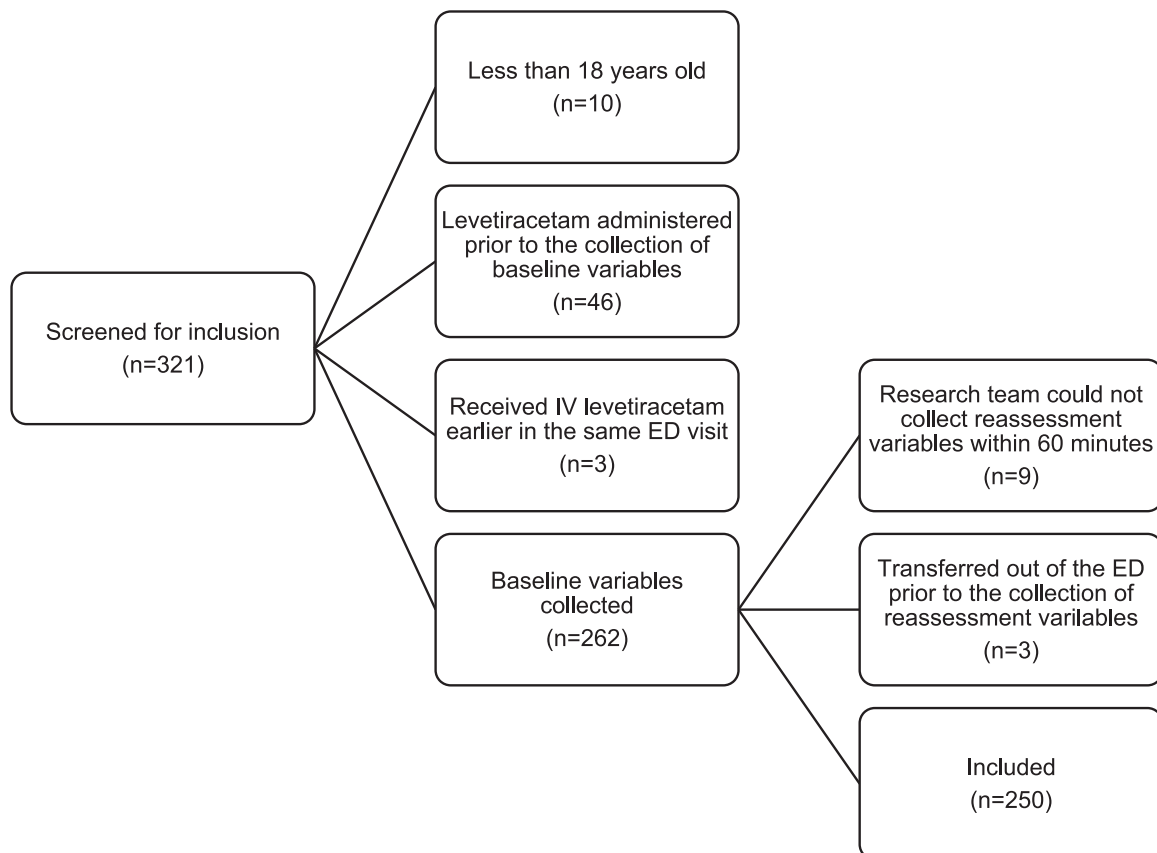 Less than 18 years old
(n=10)
Levetiracetam administered
prior to the collection of
baseline variables
(n=46)
Screened for inclusion
(n=321)
Received IV levetiracetam
earlier in the same ED visit
(n=3)
Research team could not
collect reassessment
variables within 60 minutes
(n=9)
Baseline variables
collected
(n=262)
Transferred out of the ED
prior to the collection of
reassessment varilables
(n=3)
Included
(n=250)